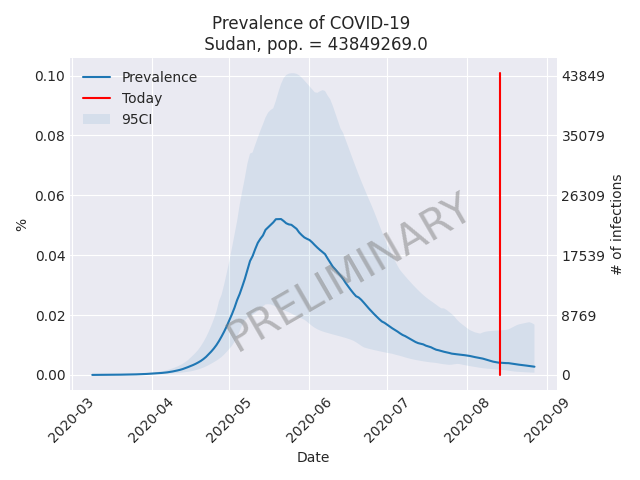 Prevalence of COVID-19
Sudan, pop. = 43849269.0
Prevalence
Today
95CI
0.10
0.08
0.06
0.04
0.02
0.00
%
43849
35079
26309
17539
8769
0
# of infections
PRELIMINARY
2020-03
2020-04
2020-05
2020-06
2020-07
2020-08
2020-09
Date